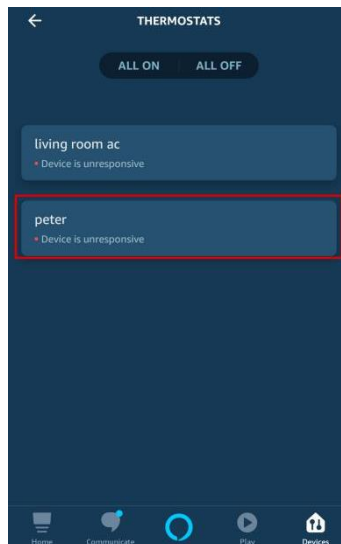 THERMOSTATS
ALL ON ALL OFF
living room ac
Device is unresponsive
peter
Device is unresponsive
Home Communicate Play Devices